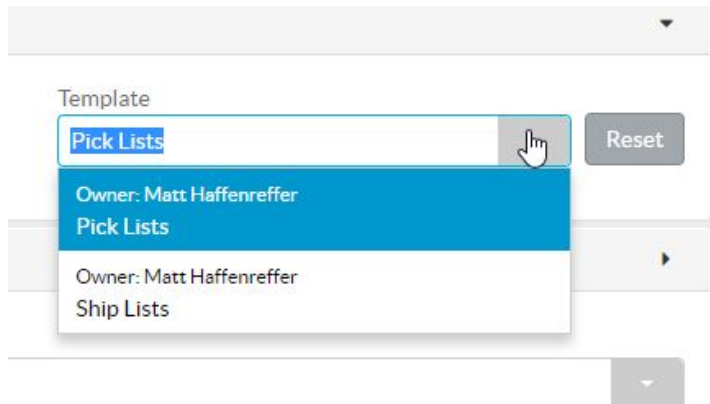 Template
Pick Lists
Reset
Owner: Matt Haffenreffer
Pick Lists
Owner: Matt Haffenreffer
Ship Lists